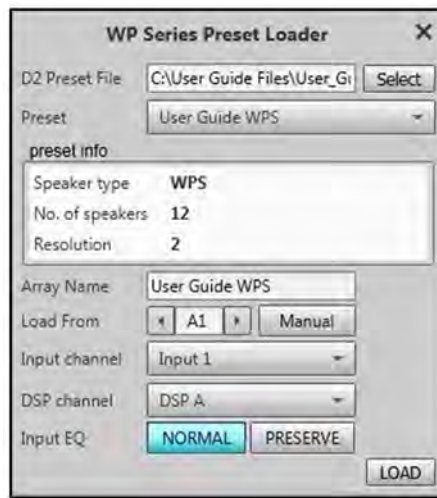 WP Series Preset Loader ×
D2 Preset File C:\User Guide Files\User_Gu Select
Preset User Guide WPS
preset info
Speaker type WPS
No. of speakers 12
Resolution 2
Array Name User Guide WPS
Load From A1 Manual
Input channel Input 1
DSP channel DSP A
Input EQ NORMAL PRESERVE
LOAD